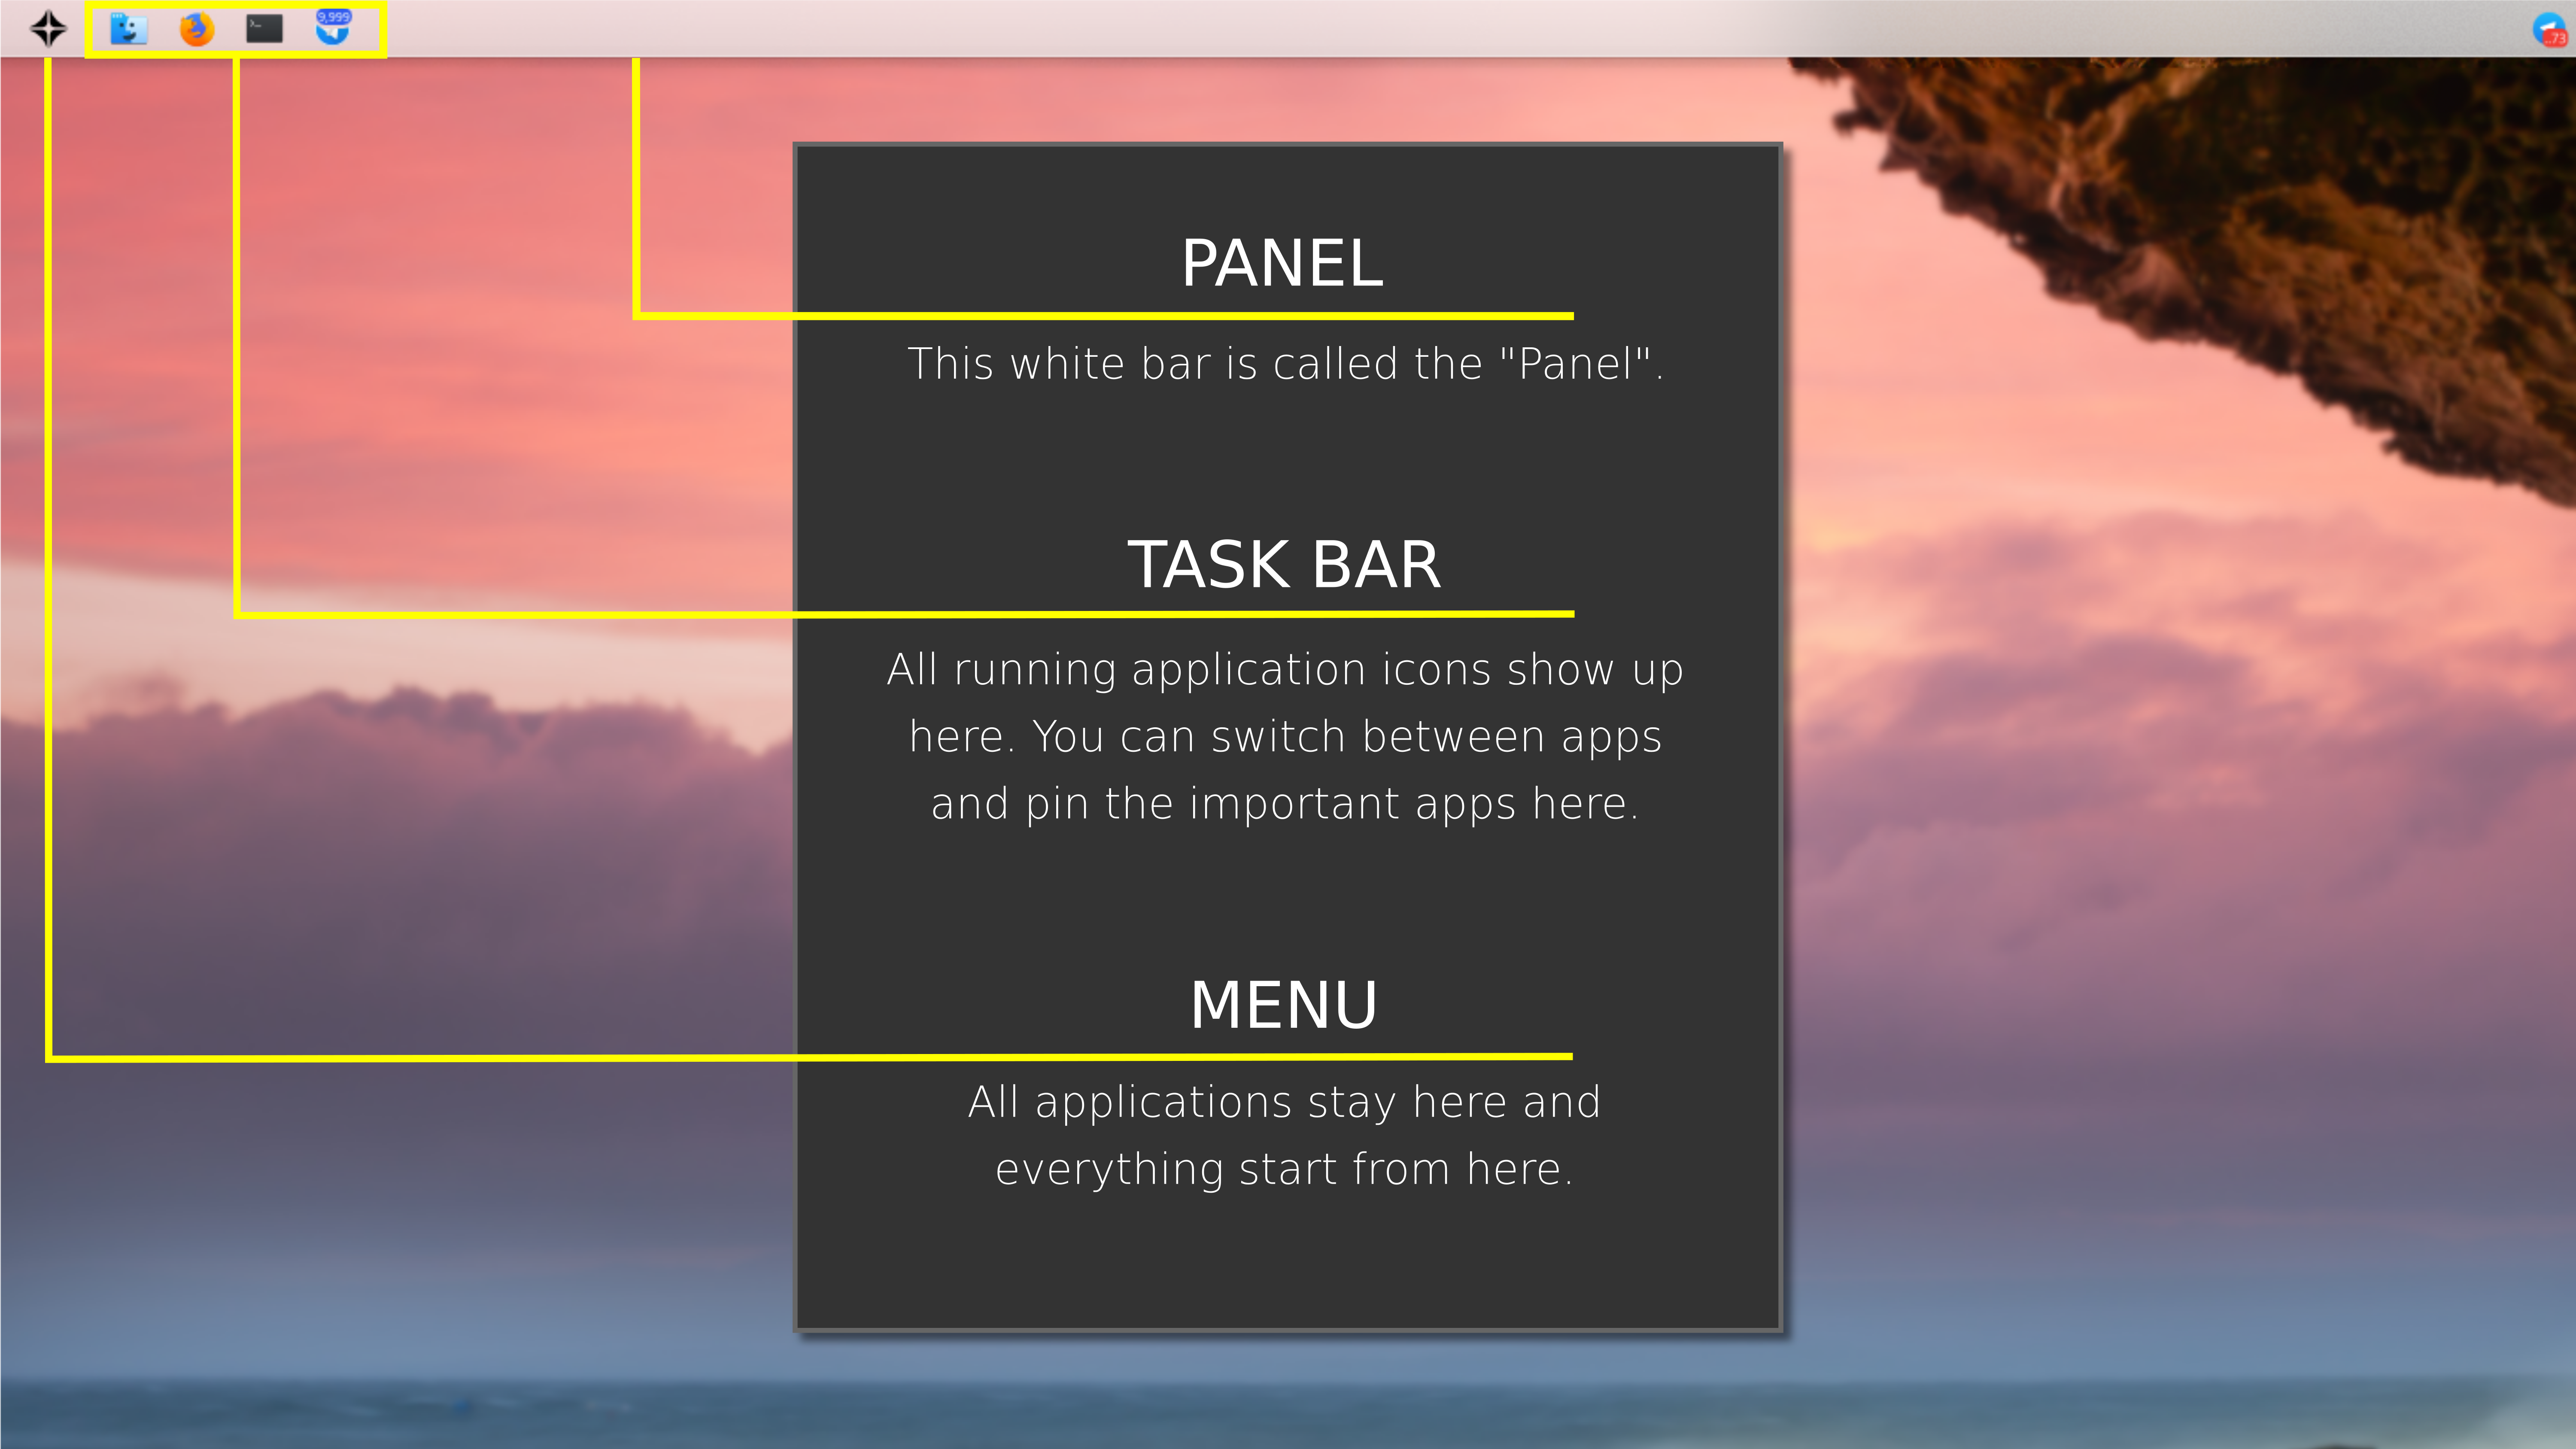 9,999
..73
PANEL
This white bar is called the "Panel".
TASK BAR
All running application icons show up
here. You can switch between apps
and pin the important apps here.
MENU
All applications stay here and
everything start from here.